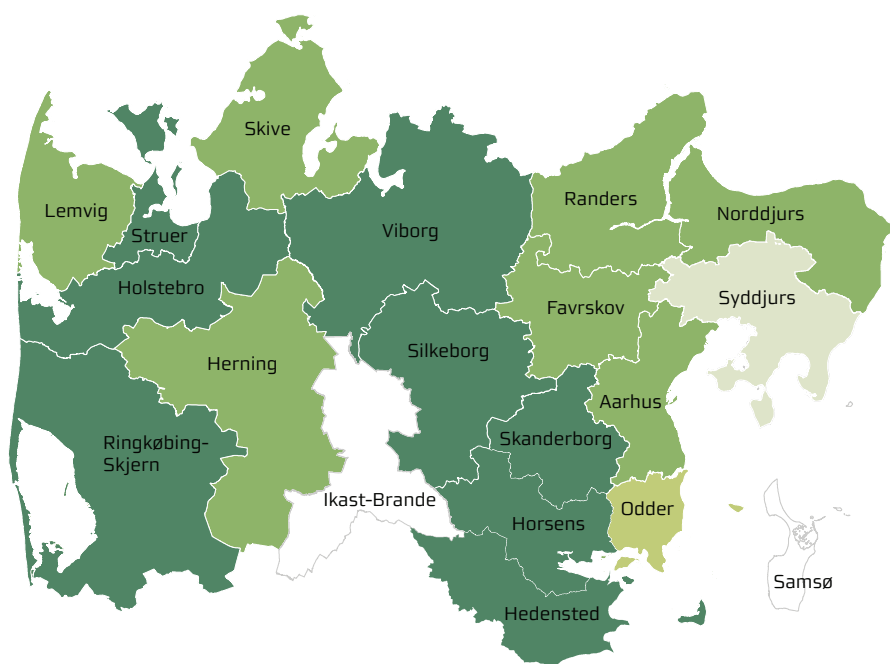 Skive
Lemvig
Struer
Viborg
Randers
Norddjurs
Holstebro
Favrskov
Syddjurs
Herning
Silkeborg
Aarhus
Ringkøbing-
Skjern
Skanderborg
Ikast-Brande
Horsens
Odder
Samsø
Hedensted